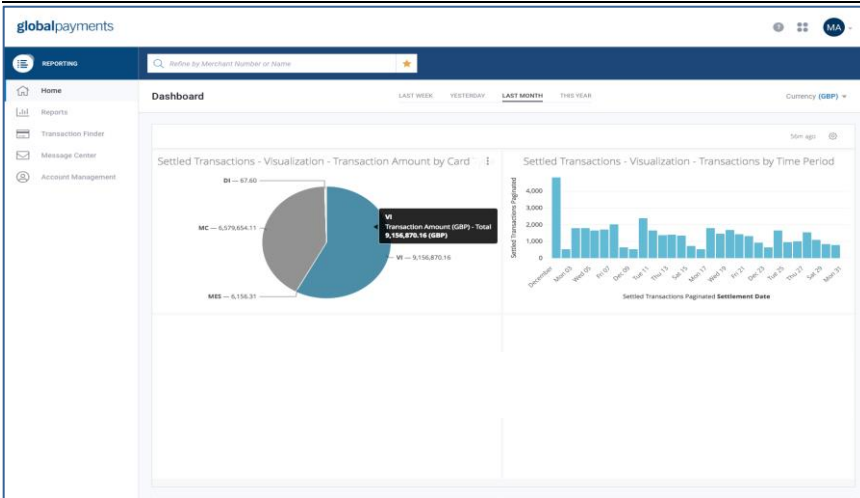 globalpayments
MA
REPORTING
Refine by Merchant Number or Name
Home
Reports
Transaction Finder
Message Center
Account Management
Dashboard
LAST WEEK YESTERDAY LAST MONTH THIS YEAR
Currency (GBP)
56m ago
Settled Transactions - Visualization - Transaction Amount by Card
DI — 67.60
MC — 6,579,654.11
MES — 6,156.31
VI
Transaction Amount (GBP) - Total
9,156,870.16 (GBP)
VI — 9,156,870.16
Settled Transactions - Visualization - Transactions by Time Period
Settled Transactions Paginated
4,000
3,000
2,000
1,000
0
December Mon 03 Wed 05 Fri 07 Dec 09 Tue 11 Thu 13 Sat 15 Mon 17 Wed 19 Fri 21 Dec 23 Tue 25 Thu 27 Sat 29 Mon 31
Settled Transactions Paginated Settlement Date